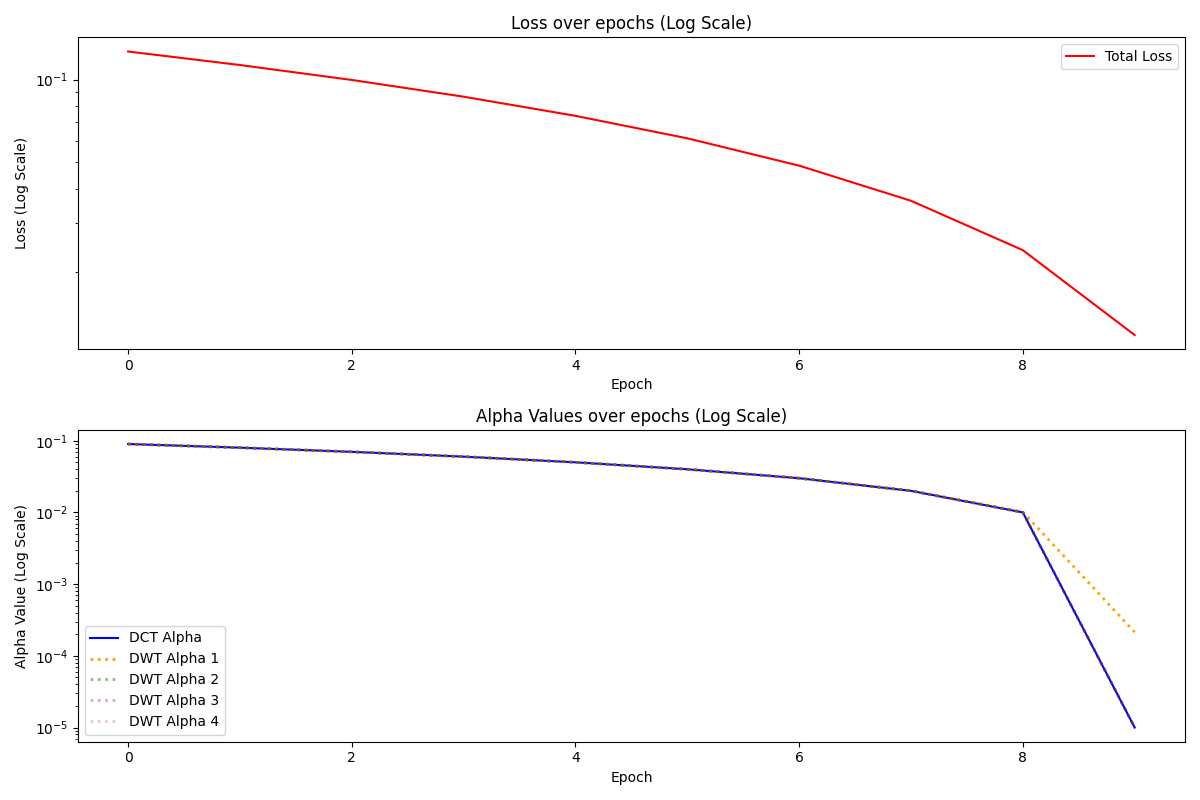 Loss over epochs (Log Scale)
Total Loss
10⁻¹
Loss (Log Scale)
0 2 4 6 8
Epoch
Alpha Values over epochs (Log Scale)
10⁻¹
10⁻²
10⁻³
10⁻⁴
10⁻⁵
Alpha Value (Log Scale)
DCT Alpha
DWT Alpha 1
DWT Alpha 2
DWT Alpha 3
DWT Alpha 4
0 2 4 6 8
Epoch